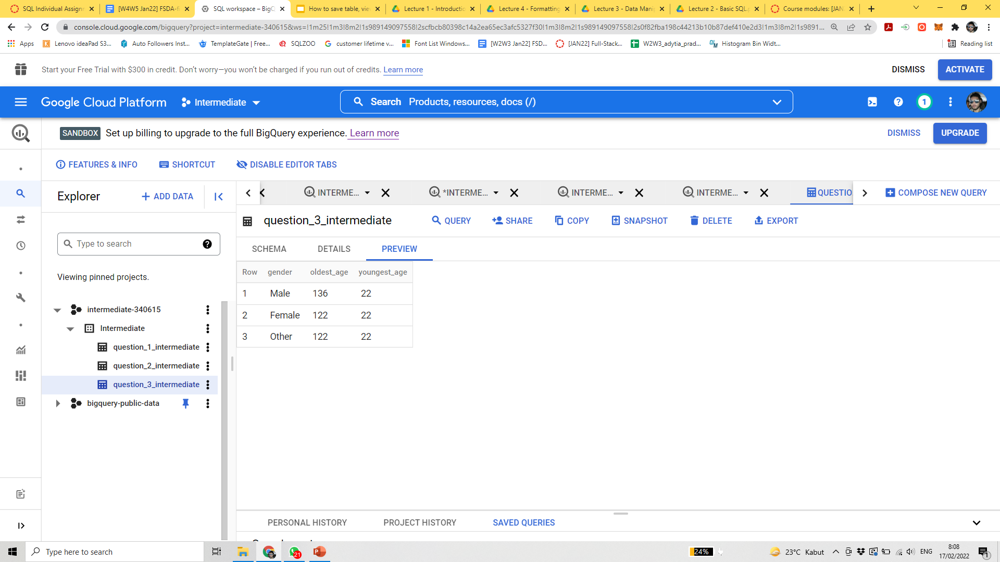 SQL Individual Assignm
[W4W5 Jan22] FSDA-fi
SQL workspace – BigQ
How to save table, vie
Lecture 1 - Introductio
Lecture 4 - Formatting
Lecture 3 - Data Mani
Lecture 2 - Basic SQL.p
Course modules: [JAN
console.cloud.google.com/bigquery?project=intermediate-340615&ws=!1m25!1m3!8m2!1s989149097558!2scfbcb80398c14a2ea65ec3afc5327f30!1m3!8m2!1s989149097558!2s0f82fba198c44213b10b87def410e2d3!1m3!8m2!1s9891...
Apps
Lenovo ideaPad S3...
Auto Followers Inst...
TemplateGate | Free...
SQLZOO
customer lifetime v...
Font List Windows...
[W2W3 Jan22] FSD...
[JAN22] Full-Stack...
W2W3_adytia_prad...
Histogram Bin Widt...
Reading list
Start your Free Trial with $300 in credit. Don't worry—you won't be charged if you run out of credits. Learn more
DISMISS
ACTIVATE
Google Cloud Platform
Intermediate
Search Products, resources, docs (/)
1
SANDBOX Set up billing to upgrade to the full BigQuery experience. Learn more
DISMISS
UPGRADE
FEATURES & INFO
SHORTCUT
DISABLE EDITOR TABS
Explorer
ADD DATA
INTERME...
*INTERME...
INTERME...
INTERME...
QUESTIO
COMPOSE NEW QUERY
question_3_intermediate
QUERY
SHARE
COPY
SNAPSHOT
DELETE
EXPORT
Type to search
SCHEMA
DETAILS
PREVIEW
Row gender oldest_age youngest_age
1 Male 136 22
2 Female 122 22
3 Other 122 22
Viewing pinned projects.
intermediate-340615
Intermediate
question_1_intermediate
question_2_intermediate
question_3_intermediate
bigquery-public-data
PERSONAL HISTORY
PROJECT HISTORY
SAVED QUERIES
Type here to search
21
24%
23°C Kabut
ENG
8:08
17/02/2022
1